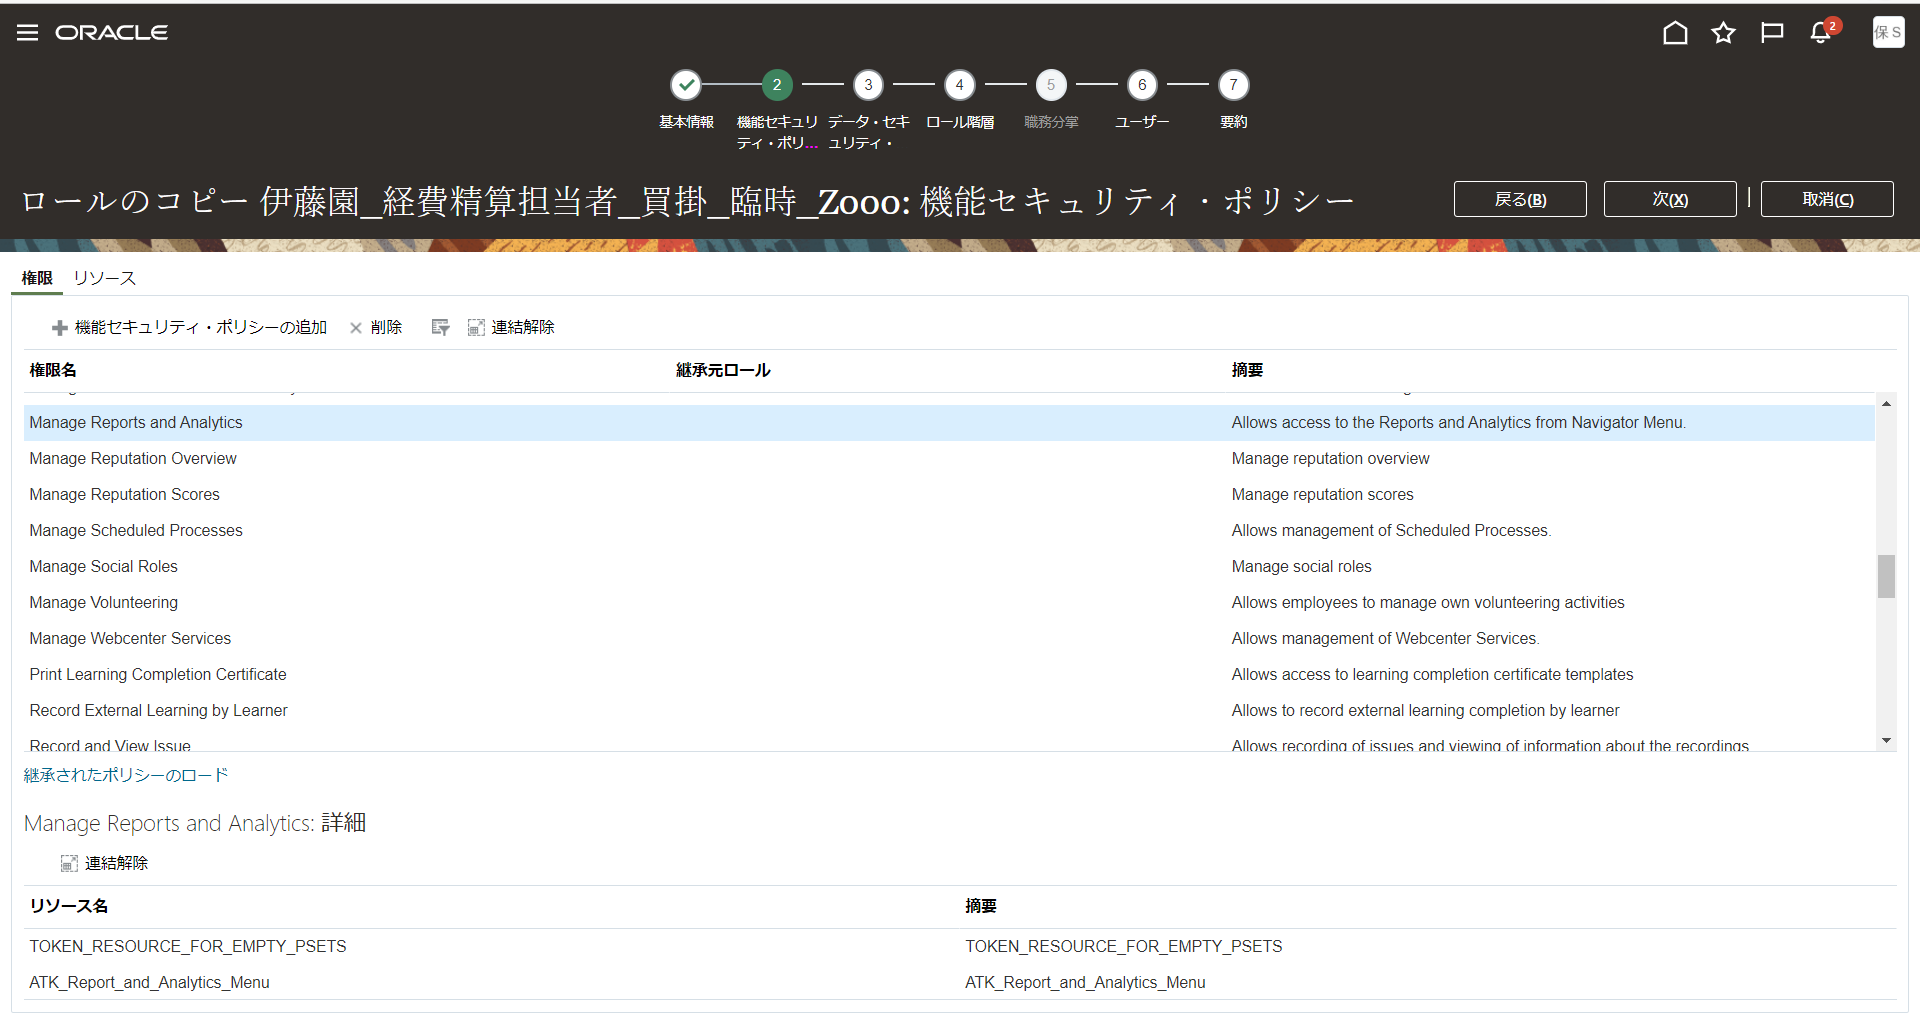 ORACLE
2
保 S
2
3
4
5
6
7
基本情報
機能セキュリ
ティ・ポリ...
データ・セキ
ュリティ・
ロール階層
職務分掌
ユーザー
要約
ロールのコピー 伊藤園_経費精算担当者_買掛_臨時_Zooo: 機能セキュリティ・ポリシー
戻る(B)
次(X)
取消(C)
権限
リソース
機能セキュリティ・ポリシーの追加
削除
連結解除
権限名
継承元ロール
摘要
Manage Reports and Analytics
Allows access to the Reports and Analytics from Navigator Menu.
Manage Reputation Overview
Manage reputation overview
Manage Reputation Scores
Manage reputation scores
Manage Scheduled Processes
Allows management of Scheduled Processes.
Manage Social Roles
Manage social roles
Manage Volunteering
Allows employees to manage own volunteering activities
Manage Webcenter Services
Allows management of Webcenter Services.
Print Learning Completion Certificate
Allows access to learning completion certificate templates
Record External Learning by Learner
Allows to record external learning completion by learner
Record and View Issue
Allows recording of issues and viewing of information about the recordings
継承されたポリシーのロード
Manage Reports and Analytics: 詳細
連結解除
リソース名
摘要
TOKEN_RESOURCE_FOR_EMPTY_PSETS
TOKEN_RESOURCE_FOR_EMPTY_PSETS
ATK_Report_and_Analytics_Menu
ATK_Report_and_Analytics_Menu